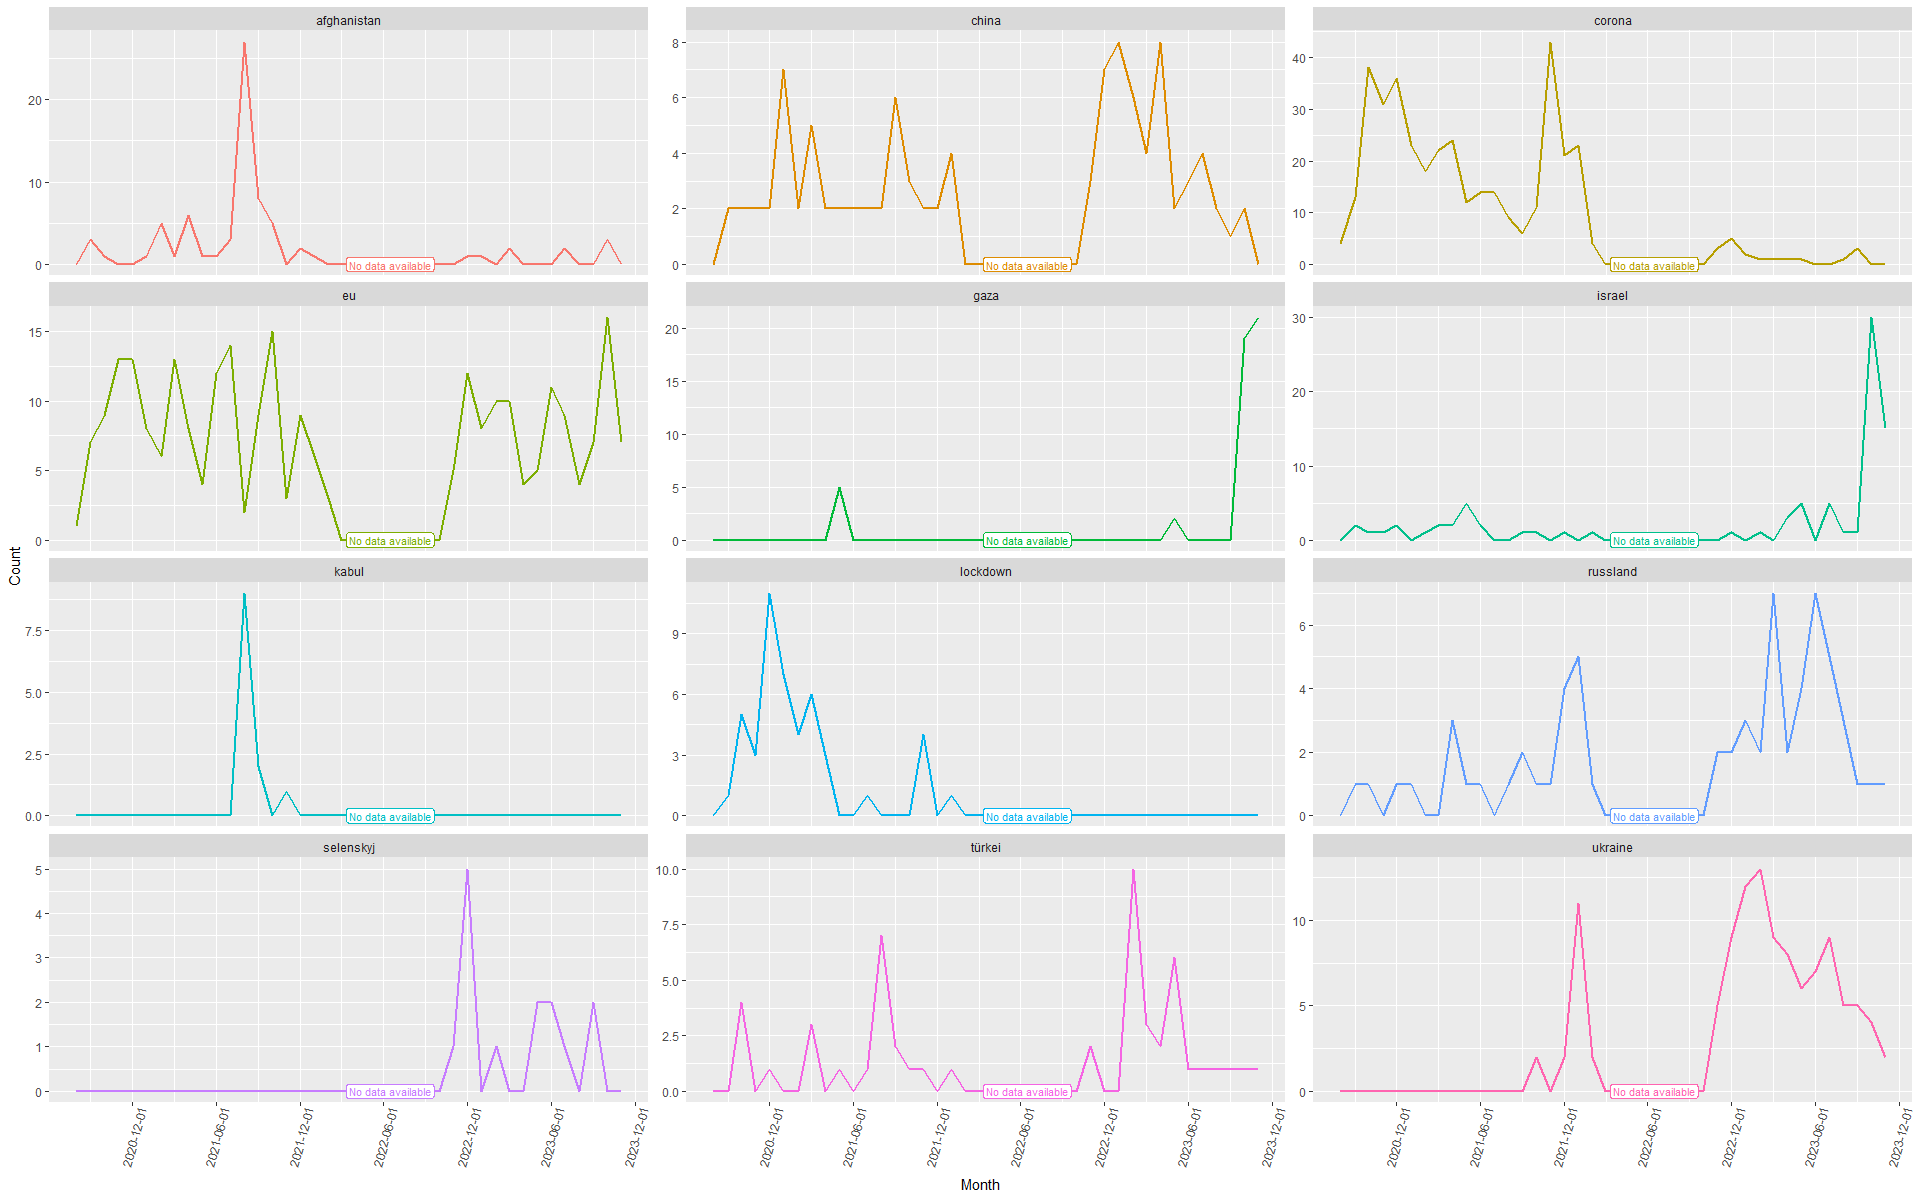 afghanistan
20
10
0
No data available
china
8
6
4
2
0
No data available
corona
40
30
20
10
0
No data available
eu
15
10
5
0
No data available
gaza
20
15
10
5
0
No data available
israel
30
20
10
0
No data available
kabul
7.5
5.0
2.5
0.0
No data available
lockdown
9
6
3
0
No data available
russland
6
4
2
0
No data available
selenskyj
5
4
3
2
1
0
No data available
türkei
10.0
7.5
5.0
2.5
0.0
No data available
ukraine
10
5
0
No data available
2020-12-01
2021-06-01
2021-12-01
2022-06-01
2022-12-01
2023-06-01
2023-12-01
2020-12-01
2021-06-01
2021-12-01
2022-06-01
2022-12-01
2023-06-01
2023-12-01
2020-12-01
2021-06-01
2021-12-01
2022-06-01
2022-12-01
2023-06-01
2023-12-01
Count
Month